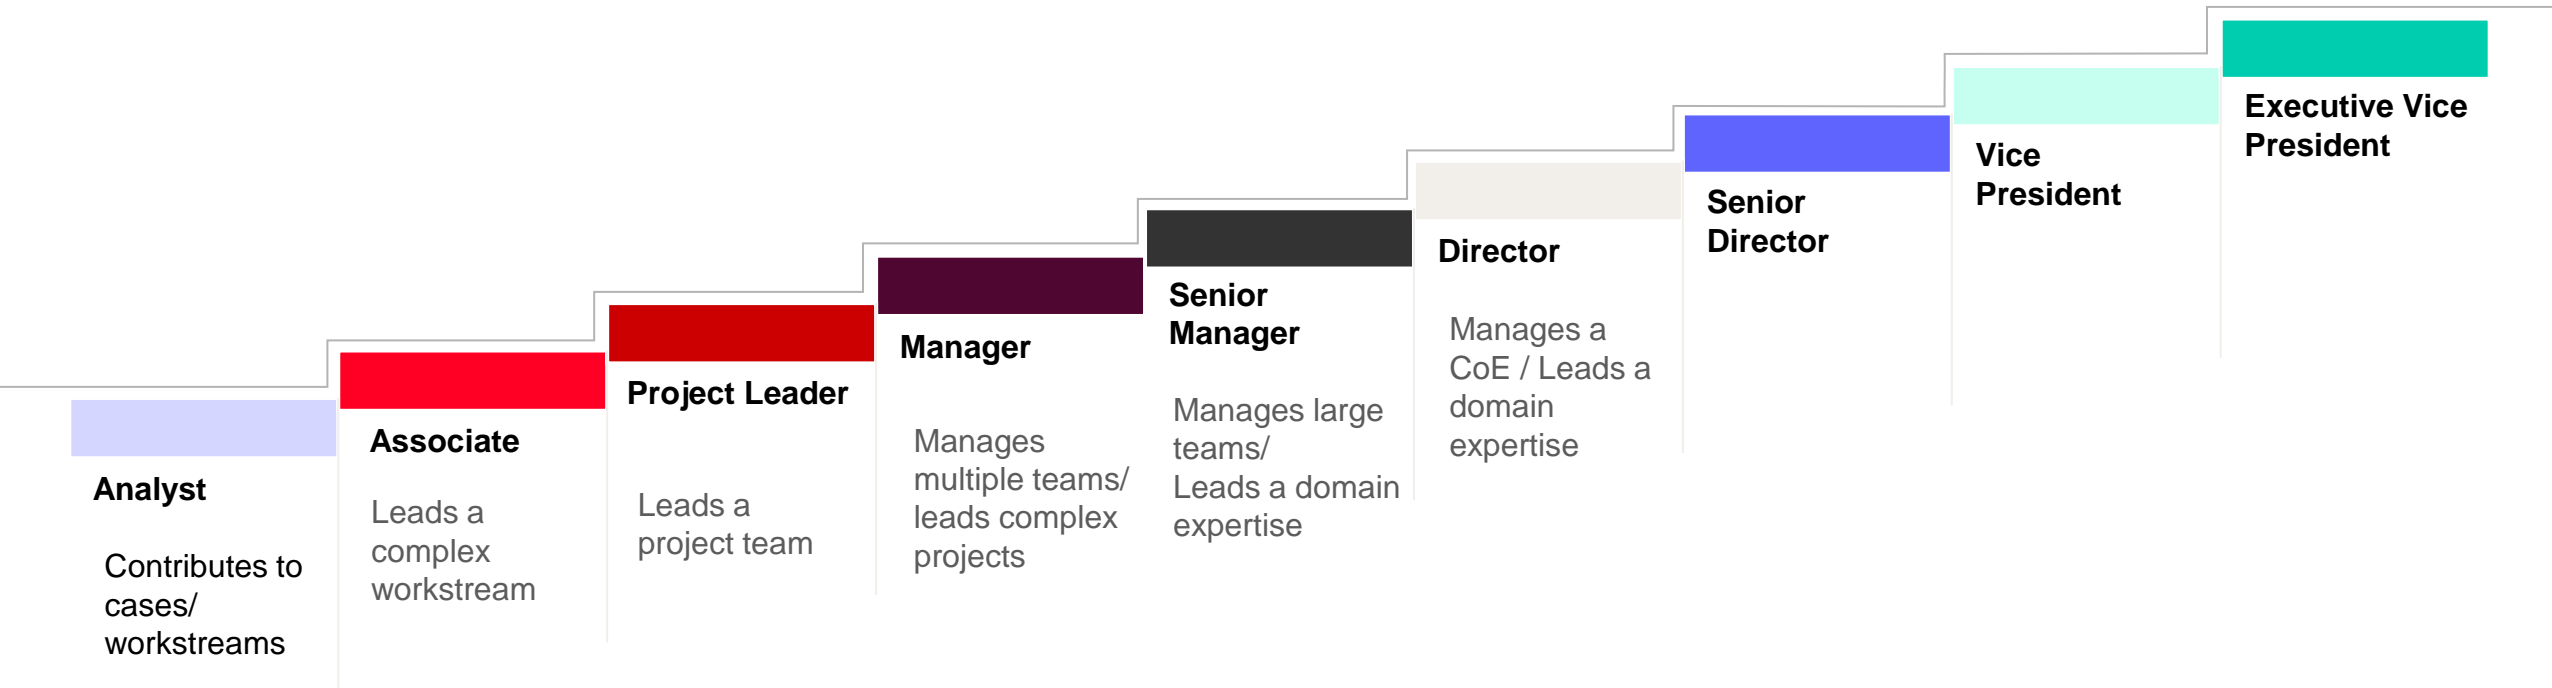 Analyst
Contributes to
cases/
workstreams
Associate
Leads a
complex
workstream
Project Leader
Leads a
project team
Manager
Manages
multiple teams/
leads complex
projects
Senior
Manager
Manages large
teams/
Leads a domain
expertise
Director
Manages a
CoE / Leads a
domain
expertise
Senior
Director
Vice
President
Executive Vice
President